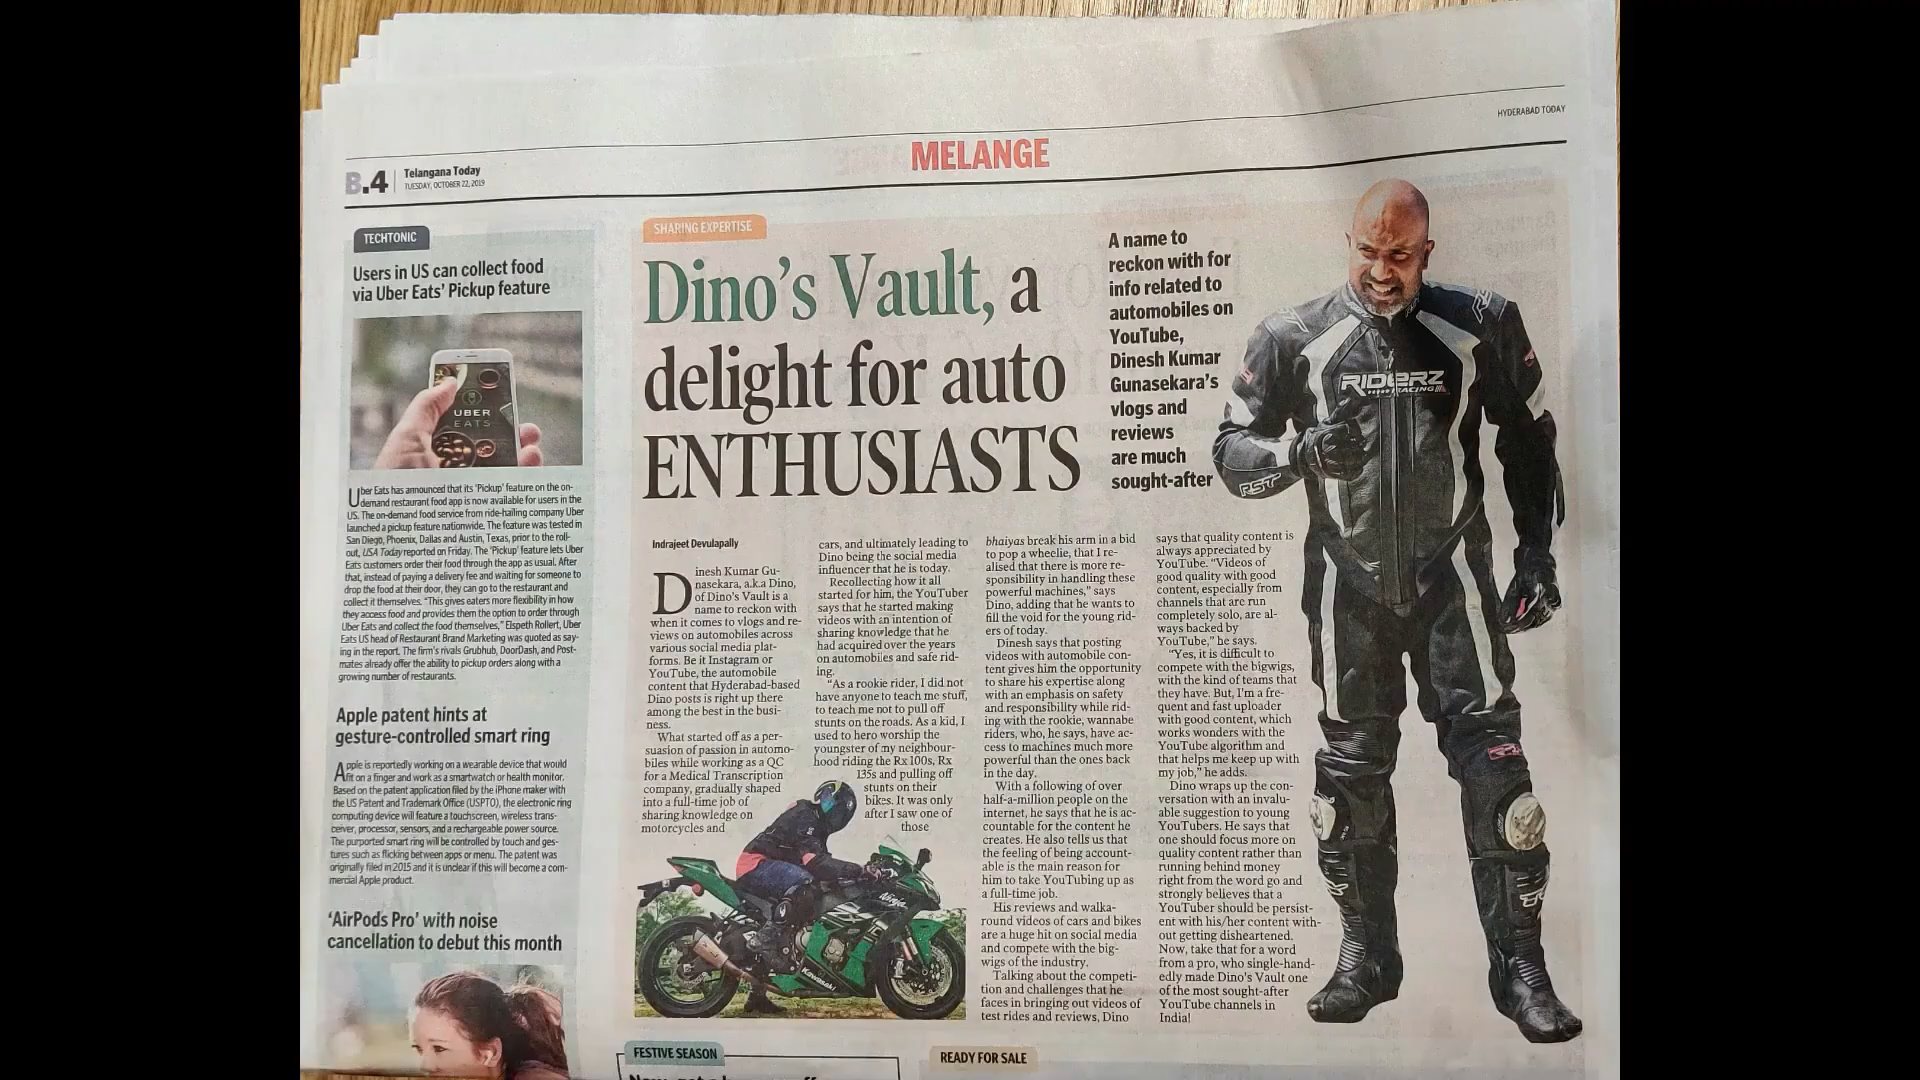 HYDERABAD TODAY
MELANGE
B.4
Telangana Today
TUESDAY, OCTOBER 22, 2019
TECHTONIC
Users in US can collect food
via Uber Eats' Pickup feature
UBER
EATS
Uber Eats has announced that its 'Pickup' feature on the on-
demand restaurant food app is now available for users in the
US. The on-demand food service from ride-hailing company Uber
launched a pickup feature nationwide. The feature was tested in
San Diego, Phoenix, Dallas and Austin, Texas, prior to the roll-
out, USA Today reported on Friday. The 'Pickup' feature lets Uber
Eats customers order their food through the app as usual. After
that, instead of paying a delivery fee and waiting for someone to
drop the food at their door, they can go to the restaurant and
collect it themselves. "This gives eaters more flexibility in how
they access food and provides them the option to order through
Uber Eats and collect the food themselves," Elspeth Rollert, Uber
Eats US head of Restaurant Brand Marketing was quoted as say-
ing in the report. The firm's rivals Grubhub, DoorDash, and Post-
mates already offer the ability to pickup orders along with a
growing number of restaurants.
Apple patent hints at
gesture-controlled smart ring
Apple is reportedly working on a wearable device that would
fit on a finger and work as a smartwatch or health monitor.
Based on the patent application filed by the iPhone maker with
the US Patent and Trademark Office (USPTO), the electronic ring
computing device will feature a touchscreen, wireless trans-
ceiver, processor, sensors, and a rechargeable power source.
The purported smart ring will be controlled by touch and ges-
tures such as flicking between apps or menu. The patent was
originally filed in 2015 and it is unclear if this will become a com-
mercial Apple product.
'AirPods Pro' with noise
cancellation to debut this month
SHARING EXPERTISE
Dino's Vault, a
delight for auto
ENTHUSIASTS
A name to
reckon with for
info related to
automobiles on
YouTube,
Dinesh Kumar
Gunasekara's
vlogs and
reviews
are much
sought-after
RIDERZ
RACING
RST
Indrajeet Devulapally
Dinesh Kumar Gu-
nasekara, a.k.a Dino,
of Dino's Vault is a
name to reckon with
when it comes to vlogs and re-
views on automobiles across
various social media plat-
forms. Be it Instagram or
YouTube, the automobile
content that Hyderabad-based
Dino posts is right up there
among the best in the busi-
ness.
What started off as a per-
suasion of passion in automo-
biles while working as a QC
for a Medical Transcription
company, gradually shaped
into a full-time job of
sharing knowledge on
motorcycles and
cars, and ultimately leading to
Dino being the social media
influencer that he is today.
Recollecting how it all
started for him, the YouTuber
says that he started making
videos with an intention of
sharing knowledge that he
had acquired over the years
on automobiles and safe rid-
ing.
"As a rookie rider, I did not
have anyone to teach me stuff,
to teach me not to pull off
stunts on the roads. As a kid, I
used to hero worship the
youngster of my neighbour-
hood riding the Rx 100s, Rx
135s and pulling off
stunts on their
bikes. It was only
after I saw one of
those
bhaiyas break his arm in a bid
to pop a wheelie, that I re-
alised that there is more re-
sponsibility in handling these
powerful machines," says
Dino, adding that he wants to
fill the void for the young rid-
ers of today.
Dinesh says that posting
videos with automobile con-
tent gives him the opportunity
to share his expertise along
with an emphasis on safety
and responsibility while rid-
ing with the rookie, wannabe
riders, who, he says, have ac-
cess to machines much more
powerful than the ones back
in the day.
With a following of over
half-a-million people on the
internet, he says that he is ac-
countable for the content he
creates. He also tells us that
the feeling of being account-
able is the main reason for
him to take YouTubing up as
a full-time job.
His reviews and walka-
round videos of cars and bikes
are a huge hit on social media
and compete with the big-
wigs of the industry.
Talking about the competi-
tion and challenges that he
faces in bringing out videos of
test rides and reviews, Dino
says that quality content is
always appreciated by
YouTube. "Videos of
good quality with good
content, especially from
channels that are run
completely solo, are al-
ways backed by
YouTube," he says.
"Yes, it is difficult to
compete with the bigwigs,
with the kind of teams that
they have. But, I'm a fre-
quent and fast uploader
with good content, which
works wonders with the
YouTube algorithm and
that helps me keep up with
my job," he adds.
Dino wraps up the con-
versation with an invalu-
able suggestion to young
YouTubers. He says that
one should focus more on
quality content rather than
running behind money
right from the word go and
strongly believes that a
YouTuber should be persist-
ent with his/her content with-
out getting disheartened.
Now, take that for a word
from a pro, who single-hand-
edly made Dino's Vault one
of the most sought-after
YouTube channels in
India!
Ninja
Kawasaki
FESTIVE SEASON
READY FOR SALE